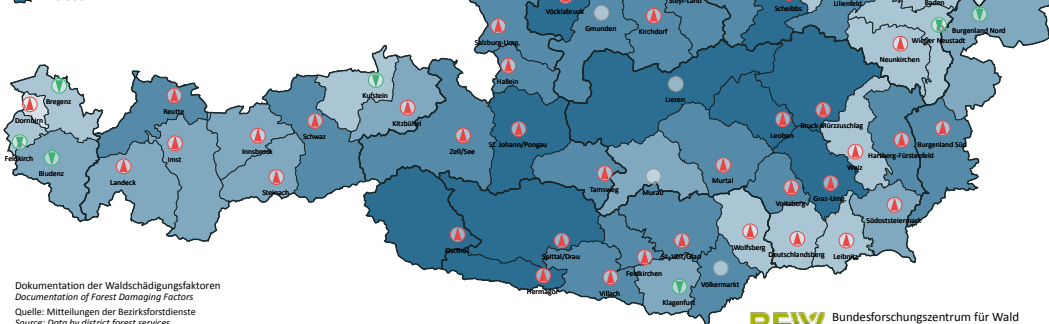 Vöcklabruck
Gmunden
Steyr-Land
Kirchdorf
Scheibbs
Lilienfeld
Baden
Wiener Neustadt
Burgenland Nord
Neunkirchen
Salzburg-Umg.
Hallein
Liezen
Bregenz
Dornbirn
Feldkirch
Bludenz
Reutte
Imst
Landeck
Innsbruck
Steinach
Schwaz
Kufstein
Kitzbühel
Zell/See
St. Johann/Pongau
Tamsweg
Murau
Murtal
Leoben
Bruck-Mürzzuschlag
Weiz
Hartberg-Fürstenfeld
Burgenland Süd
Voitsberg
Graz-Umg.
Südoststeiermark
Osttirol
Spittal/Drau
Hermagor
Villach
Feldkirchen
St. Veit/Glan
Klagenfurt
Völkermarkt
Wolfsberg
Deutschlandsberg
Leibnitz
Dokumentation der Waldschädigungsfaktoren
Documentation of Forest Damaging Factors
Quelle: Mitteilungen der Bezirksforstdienste
Source: Data by district forest services
BFW
Bundesforschungszentrum für Wald